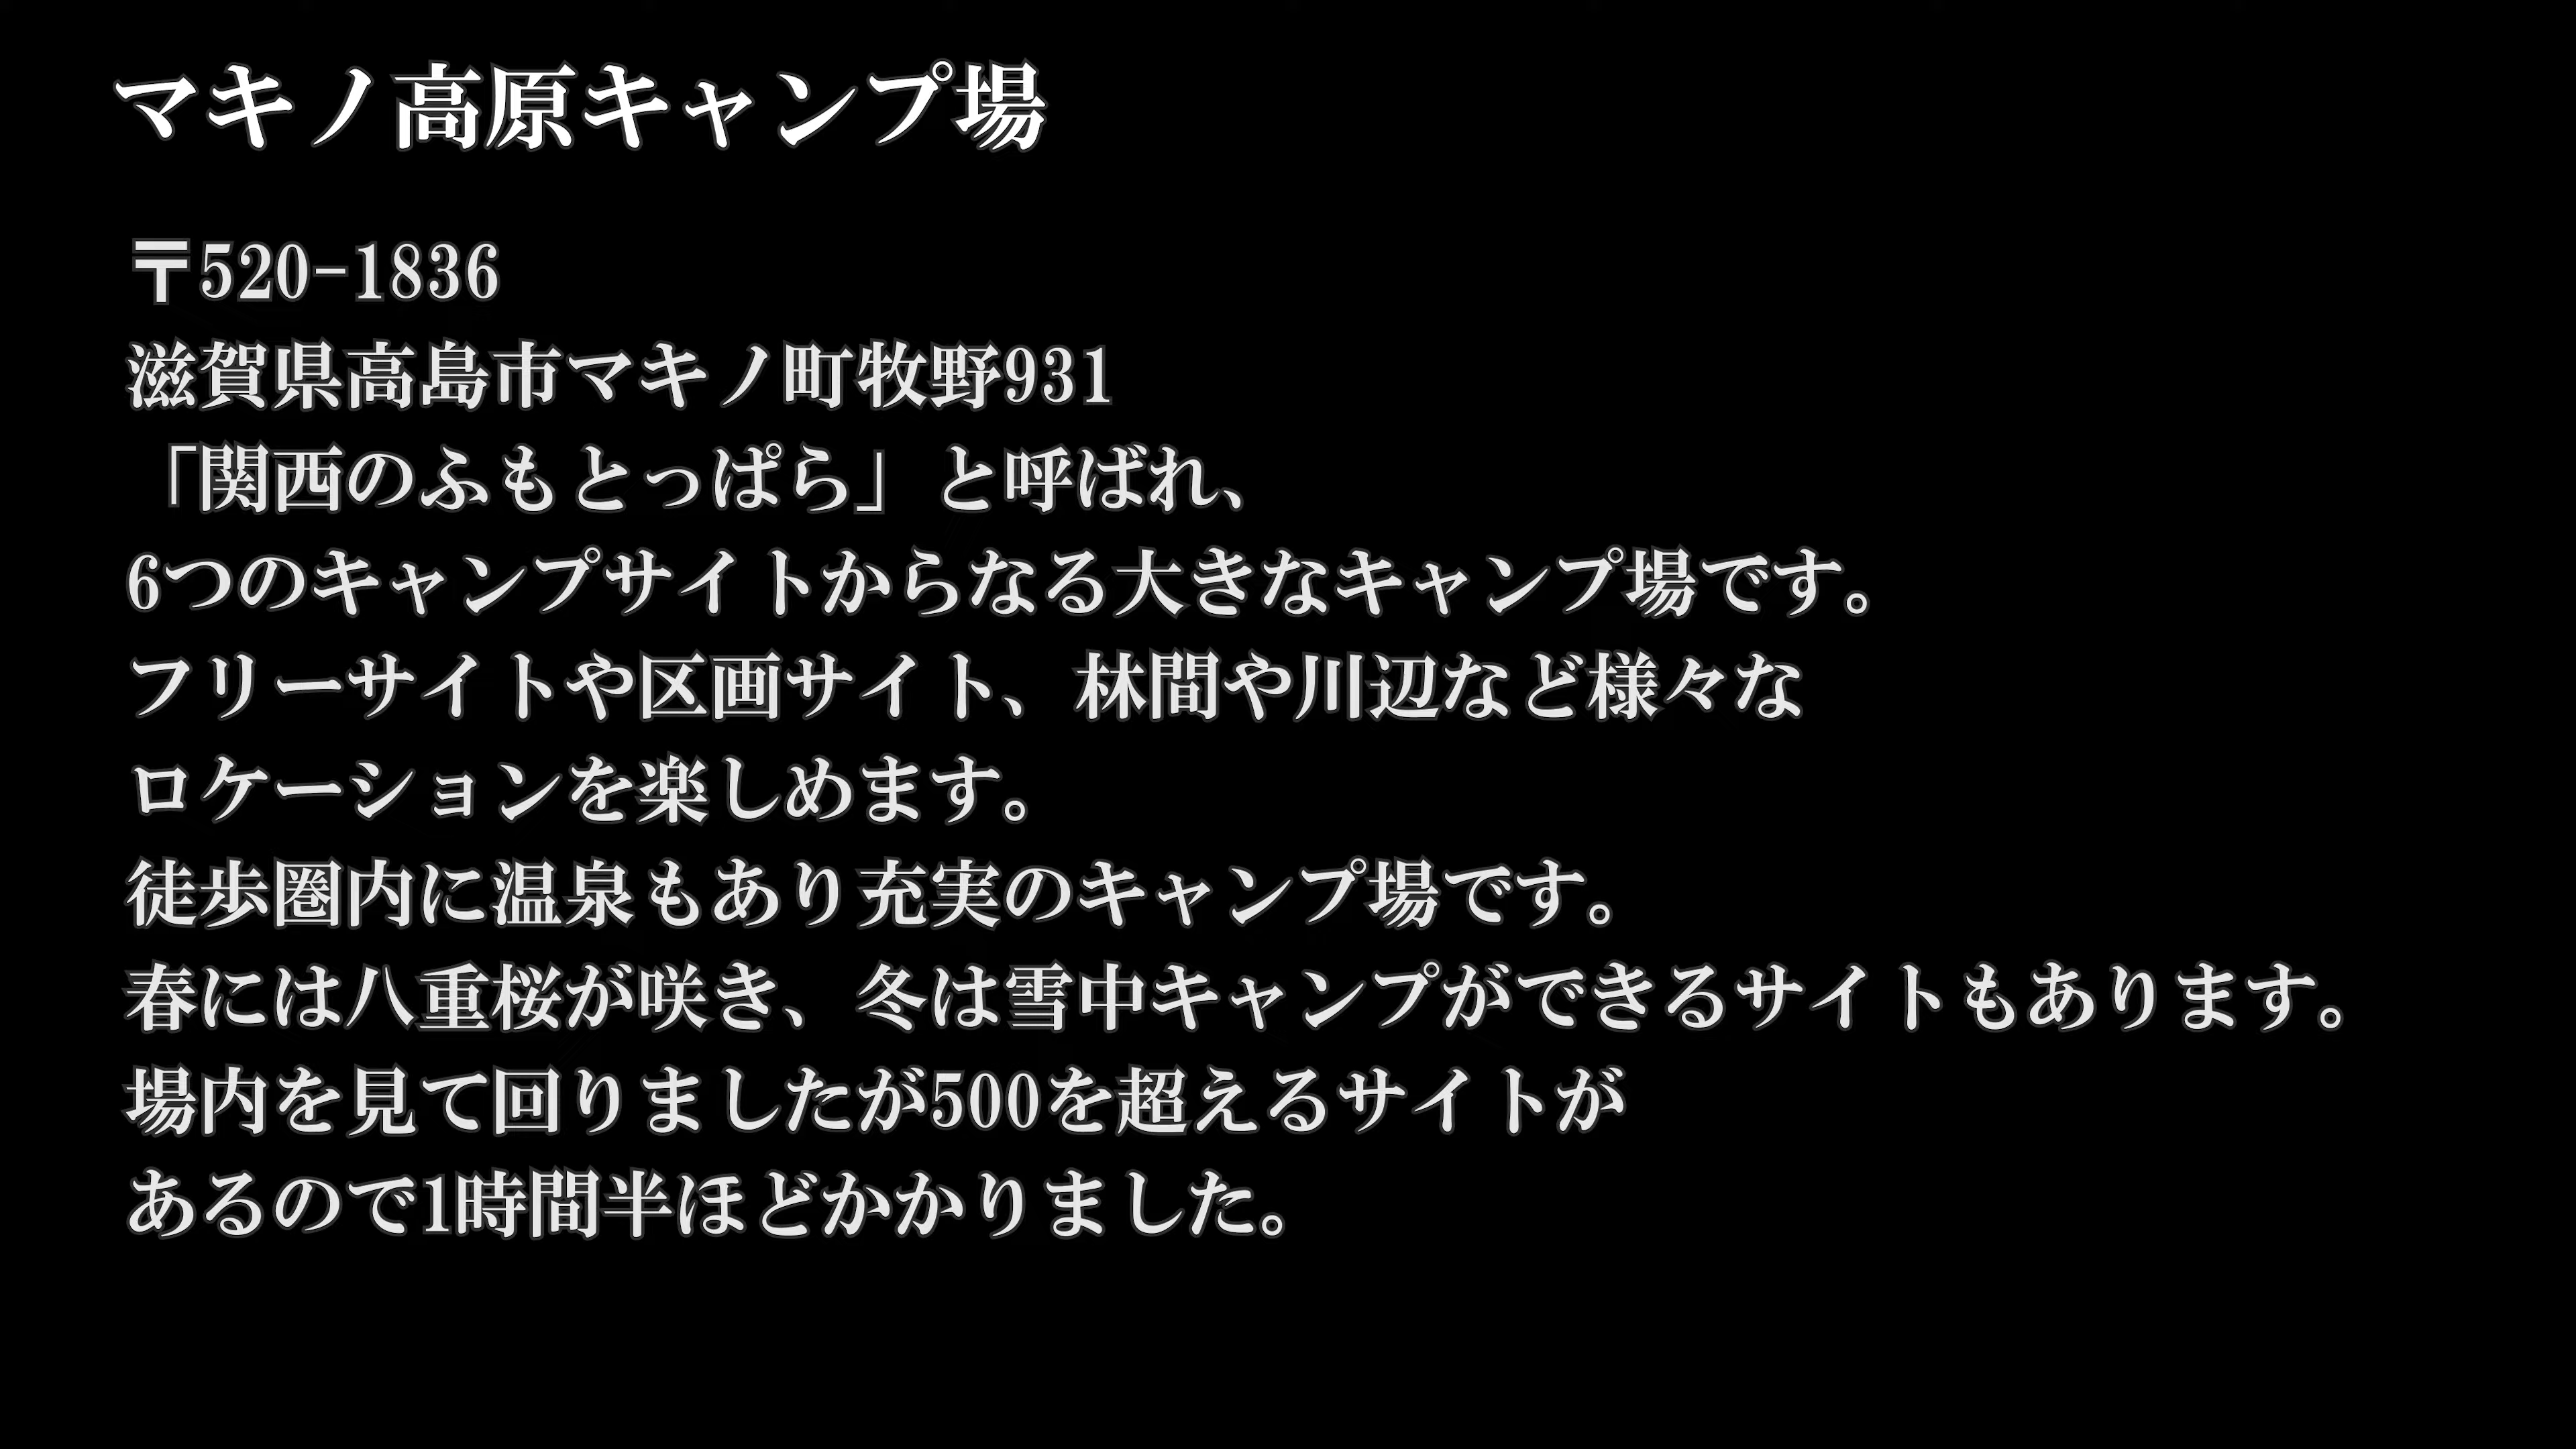 マキノ高原キャンプ場
〒520-1836
滋賀県高島市マキノ町牧野931
「関西のふもとっぱら」と呼ばれ、
6つのキャンプサイトからなる大きなキャンプ場です。
フリーサイトや区画サイト、林間や川辺など様々な
ロケーションを楽しめます。
徒歩圏内に温泉もあり充実のキャンプ場です。
春には八重桜が咲き、冬は雪中キャンプができるサイトもあります。
場内を見て回りましたが500を超えるサイトが
あるので1時間半ほどかかりました。